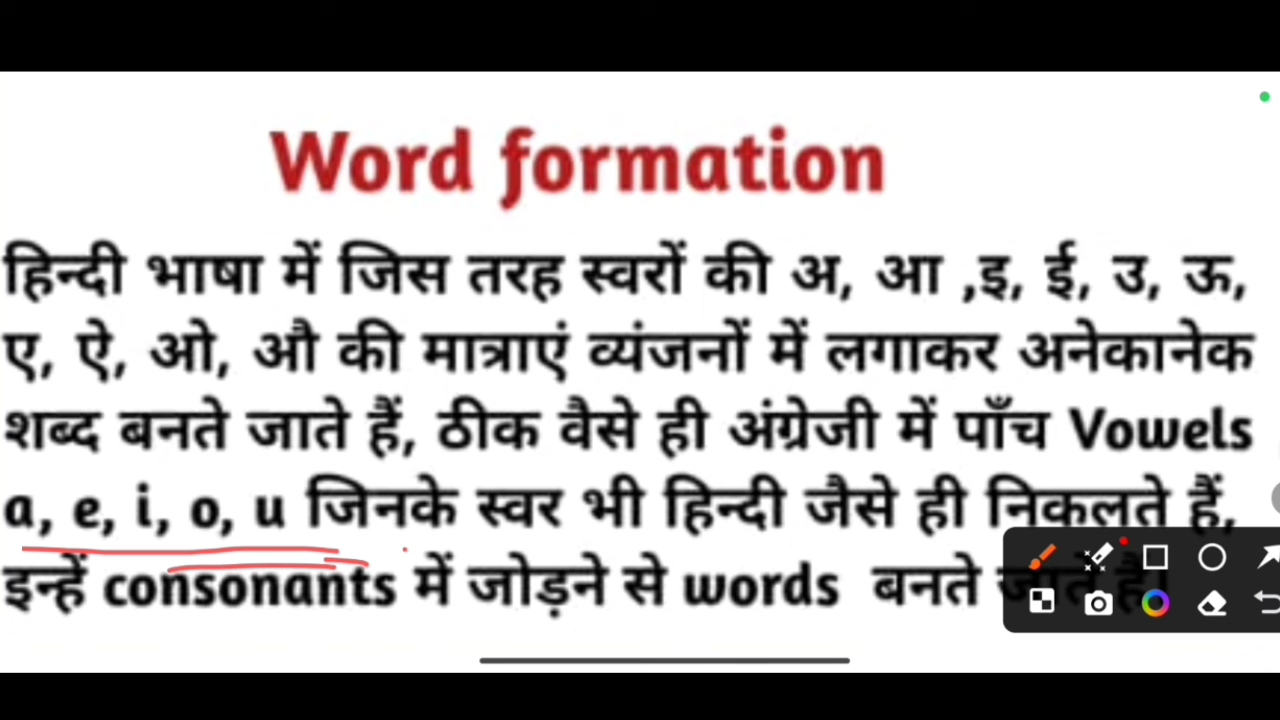 Word formation
हिन्दी भाषा में जिस तरह स्वरों की अ, आ ,इ, ई, उ, ऊ,
ए, ऐ, ओ, औ की मात्राएं व्यंजनों में लगाकर अनेकानेक
शब्द बनते जाते हैं, ठीक वैसे ही अंग्रेजी में पाँच Vowels
a, e, i, o, u जिनके स्वर भी हिन्दी जैसे ही निकलते हैं,
इन्हें consonants में जोड़ने से words बनते जाते हैं।